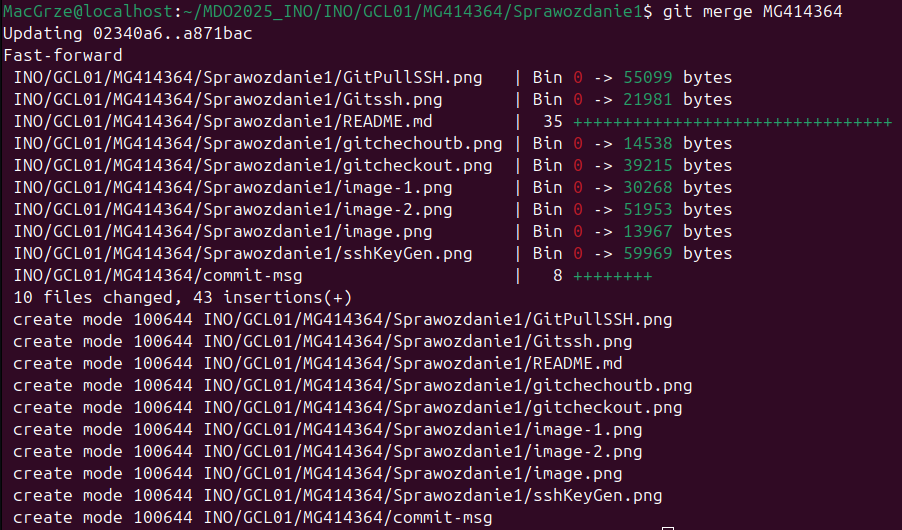 MacGrze@localhost:~/MDO2025_INO/INO/GCL01/MG414364/Sprawozdanie1$ git merge MG414364
Updating 02340a6..a871bac
Fast-forward
 INO/GCL01/MG414364/Sprawozdanie1/GitPullSSH.png   | Bin 0 -> 55099 bytes
 INO/GCL01/MG414364/Sprawozdanie1/Gitssh.png       | Bin 0 -> 21981 bytes
 INO/GCL01/MG414364/Sprawozdanie1/README.md        |  35 ++++++++++++++++++++++++++++++++
 INO/GCL01/MG414364/Sprawozdanie1/gitchechoutb.png | Bin 0 -> 14538 bytes
 INO/GCL01/MG414364/Sprawozdanie1/gitcheckout.png  | Bin 0 -> 39215 bytes
 INO/GCL01/MG414364/Sprawozdanie1/image-1.png      | Bin 0 -> 30268 bytes
 INO/GCL01/MG414364/Sprawozdanie1/image-2.png      | Bin 0 -> 51953 bytes
 INO/GCL01/MG414364/Sprawozdanie1/image.png        | Bin 0 -> 13967 bytes
 INO/GCL01/MG414364/Sprawozdanie1/sshKeyGen.png    | Bin 0 -> 59969 bytes
 INO/GCL01/MG414364/commit-msg                     |   8 ++++++++
 10 files changed, 43 insertions(+)
 create mode 100644 INO/GCL01/MG414364/Sprawozdanie1/GitPullSSH.png
 create mode 100644 INO/GCL01/MG414364/Sprawozdanie1/Gitssh.png
 create mode 100644 INO/GCL01/MG414364/Sprawozdanie1/README.md
 create mode 100644 INO/GCL01/MG414364/Sprawozdanie1/gitchechoutb.png
 create mode 100644 INO/GCL01/MG414364/Sprawozdanie1/gitcheckout.png
 create mode 100644 INO/GCL01/MG414364/Sprawozdanie1/image-1.png
 create mode 100644 INO/GCL01/MG414364/Sprawozdanie1/image-2.png
 create mode 100644 INO/GCL01/MG414364/Sprawozdanie1/image.png
 create mode 100644 INO/GCL01/MG414364/Sprawozdanie1/sshKeyGen.png
 create mode 100644 INO/GCL01/MG414364/commit-msg